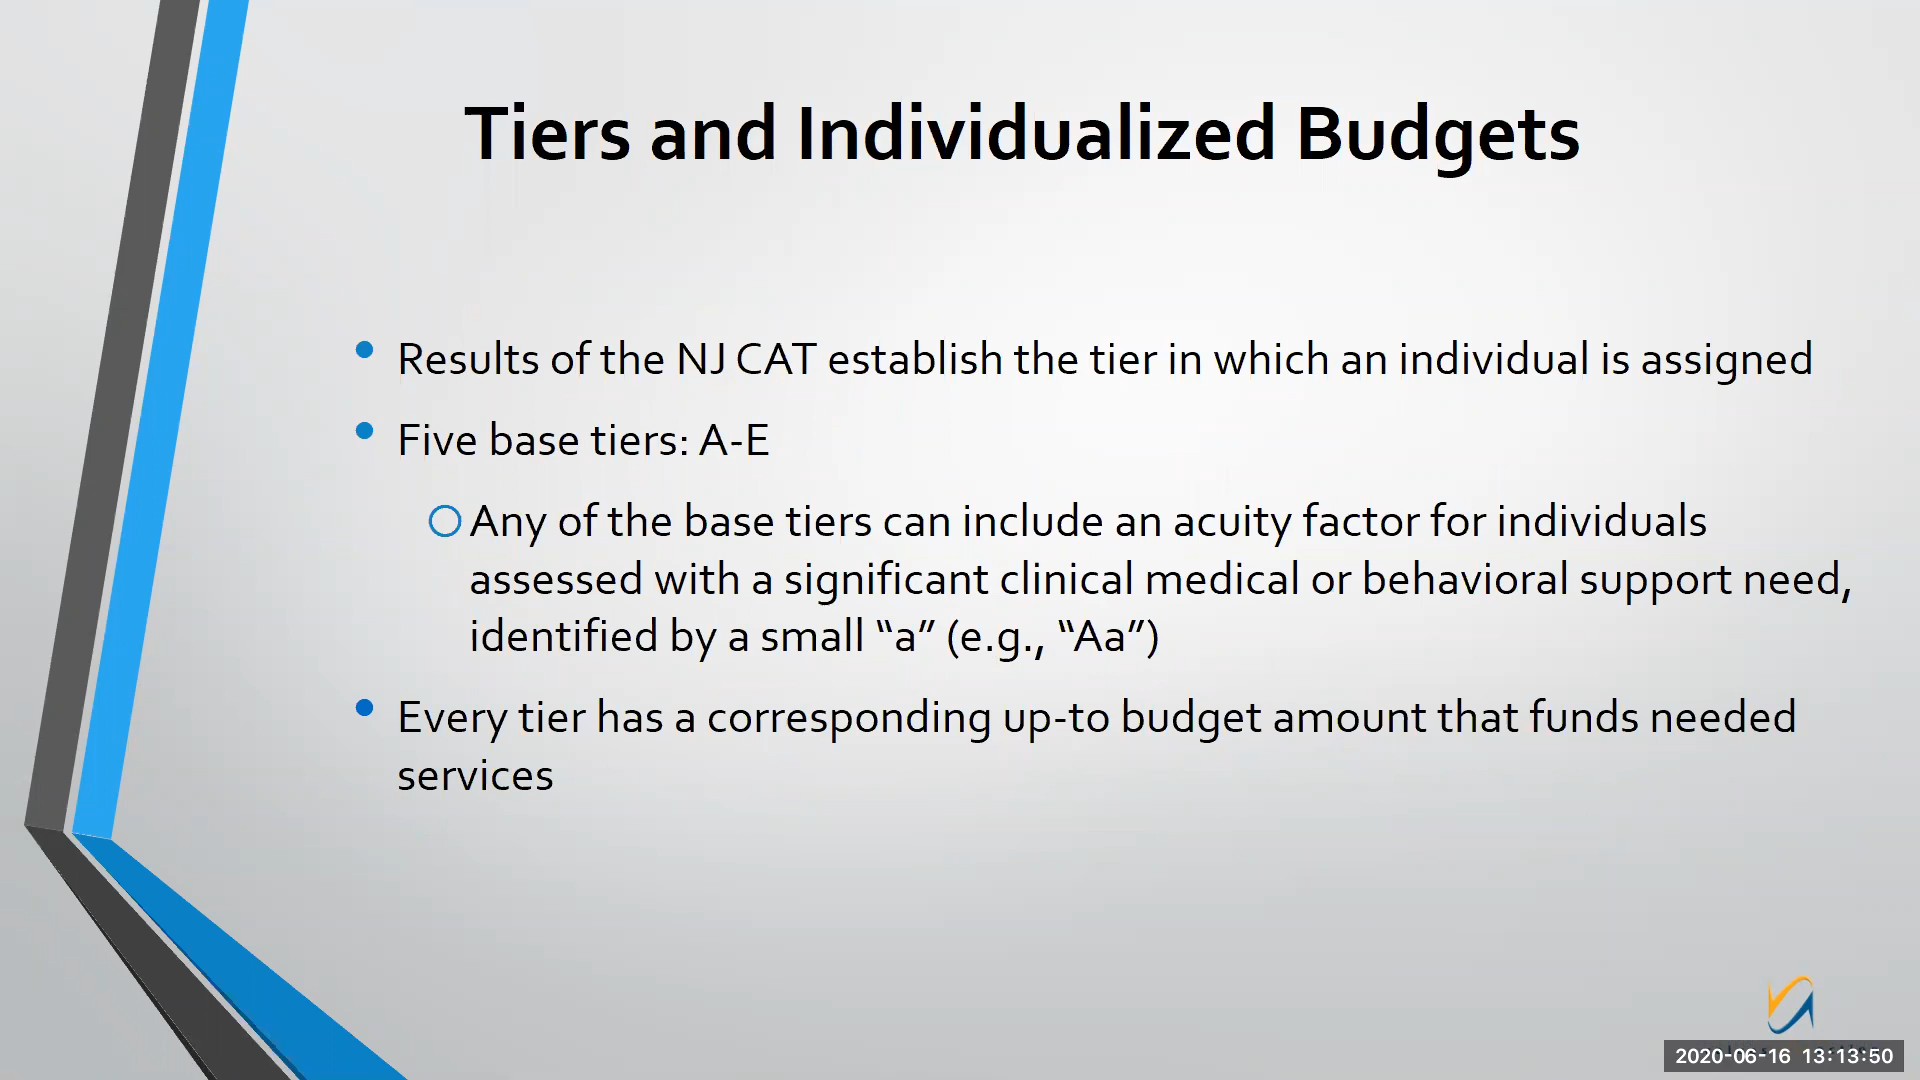 Tiers and Individualized Budgets
• Results of the NJ CAT establish the tier in which an individual is assigned
• Five base tiers: A-E
○ Any of the base tiers can include an acuity factor for individuals
assessed with a significant clinical medical or behavioral support need,
identified by a small “a” (e.g., “Aa”)
• Every tier has a corresponding up-to budget amount that funds needed
services
2020-06-16 13:13:50